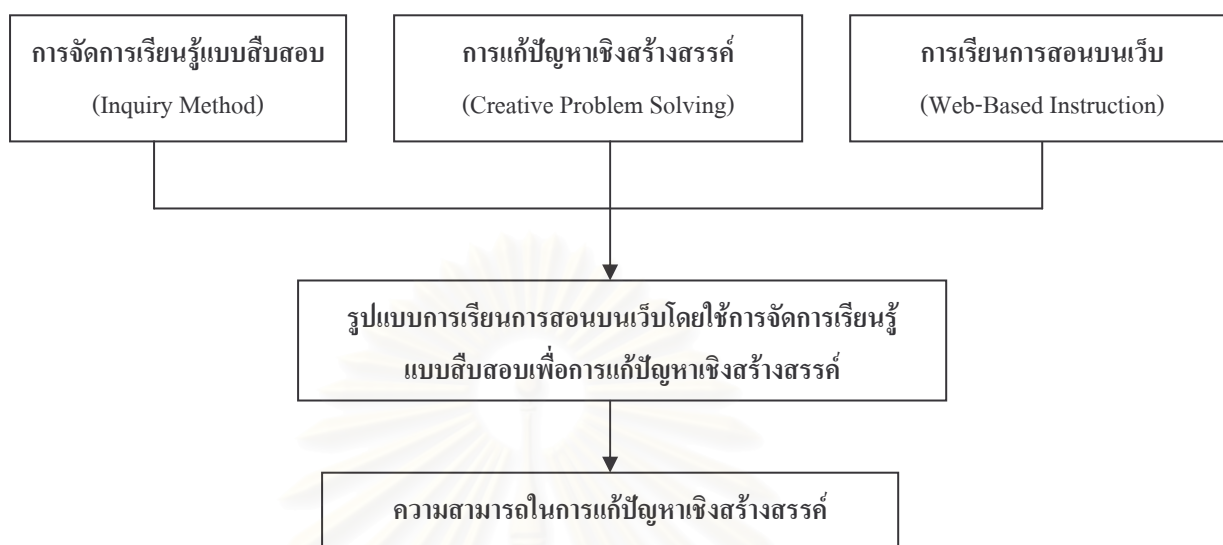 การจัดการเรียนรู้แบบสืบสอบ
(Inquiry Method)
การแก้ปัญหาเชิงสร้างสรรค์
(Creative Problem Solving)
การเรียนการสอนบนเว็บ
(Web-Based Instruction)
รูปแบบการเรียนการสอนบนเว็บโดยใช้การจัดการเรียนรู้
แบบสืบสอบเพื่อการแก้ปัญหาเชิงสร้างสรรค์
ความสามารถในการแก้ปัญหาเชิงสร้างสรรค์